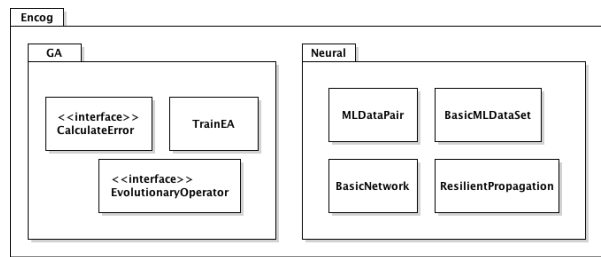 Encog
GA
Neural
<<interface>>
CalculateError
TrainEA
<<interface>>
EvolutionaryOperator
MLDataPair
BasicMLDataSet
BasicNetwork
ResilientPropagation